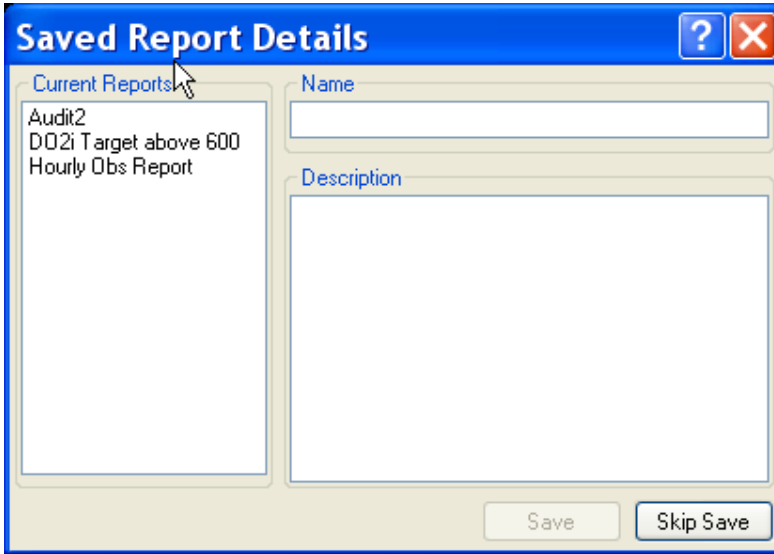 Saved Report Details
?
Current Reports
Audit2
DO2i Target above 600
Hourly Obs Report
Name
Description
Save
Skip Save